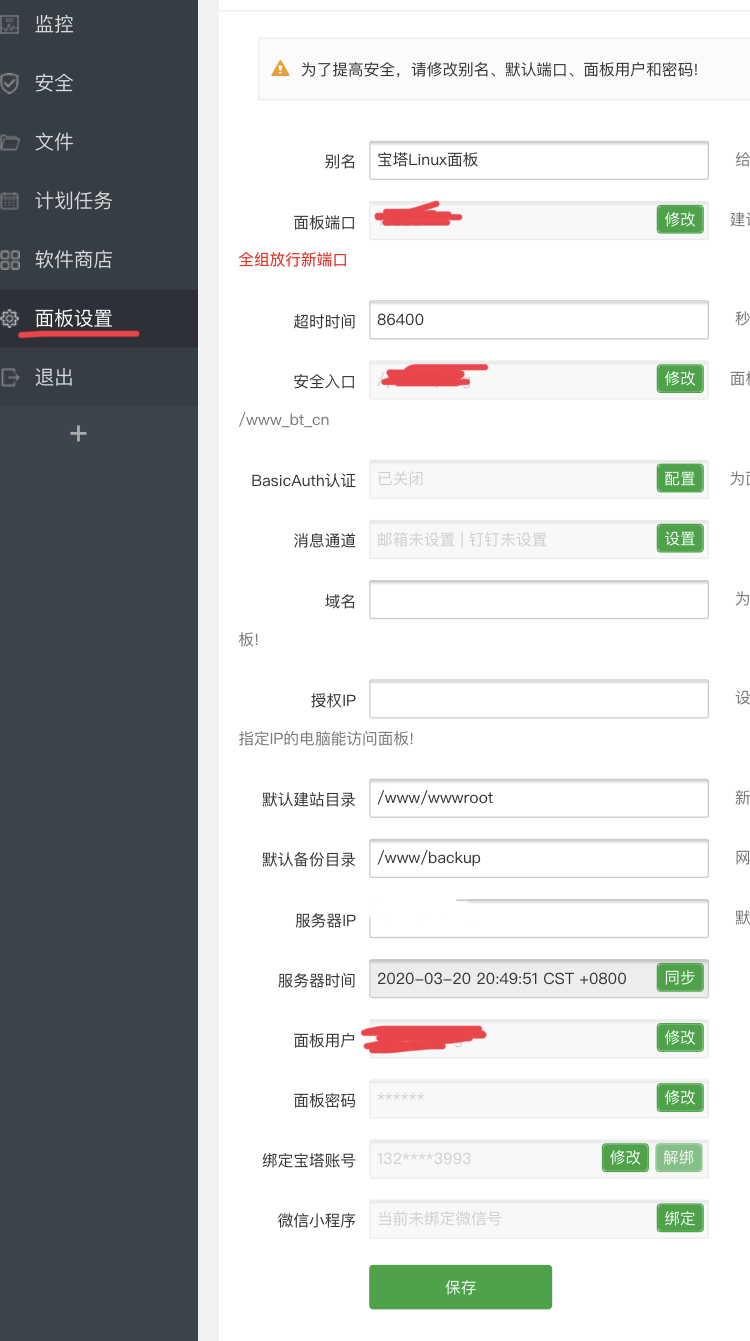 监控
安全
文件
计划任务
软件商店
面板设置
退出
+
为了提高安全，请修改别名、默认端口、面板用户和密码!
别名 宝塔Linux面板 给
面板端口 修改
全组放行新端口
超时时间 86400 秒
安全入口 修改
/www_bt_cn
BasicAuth认证 已关闭 配置
消息通道 邮箱未设置 | 钉钉未设置 设置
域名 为
板!
授权IP 设
指定IP的电脑能访问面板!
默认建站目录 /www/wwwroot 新
默认备份目录 /www/backup 网
服务器IP 默
服务器时间 2020-03-20 20:49:51 CST +0800 同步
面板用户 修改
面板密码 ****** 修改
绑定宝塔账号 132****3993 修改 解绑
微信小程序 当前未绑定微信号 绑定
保存